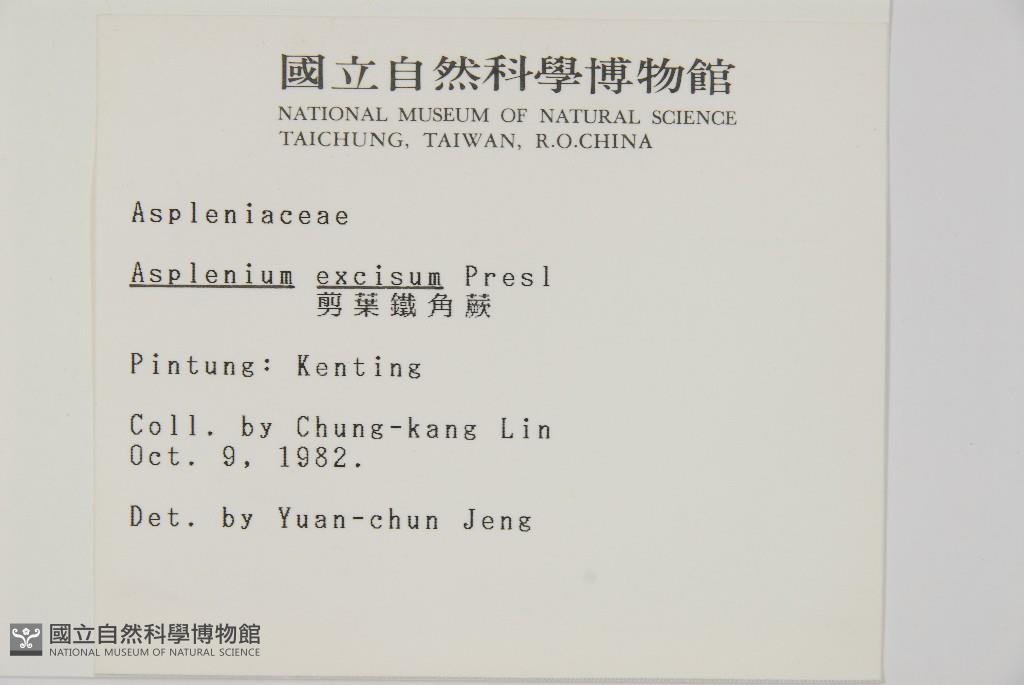 國立自然科學博物館
NATIONAL MUSEUM OF NATURAL SCIENCE
TAICHUNG, TAIWAN, R.O.CHINA
Aspleniaceae
Asplenium excisum Presl
剪葉鐵角蕨
Pintung: Kenting
Coll. by Chung-kang Lin
Oct. 9, 1982.
Det. by Yuan-chun Jeng
國立自然科學博物館
NATIONAL MUSEUM OF NATURAL SCIENCE